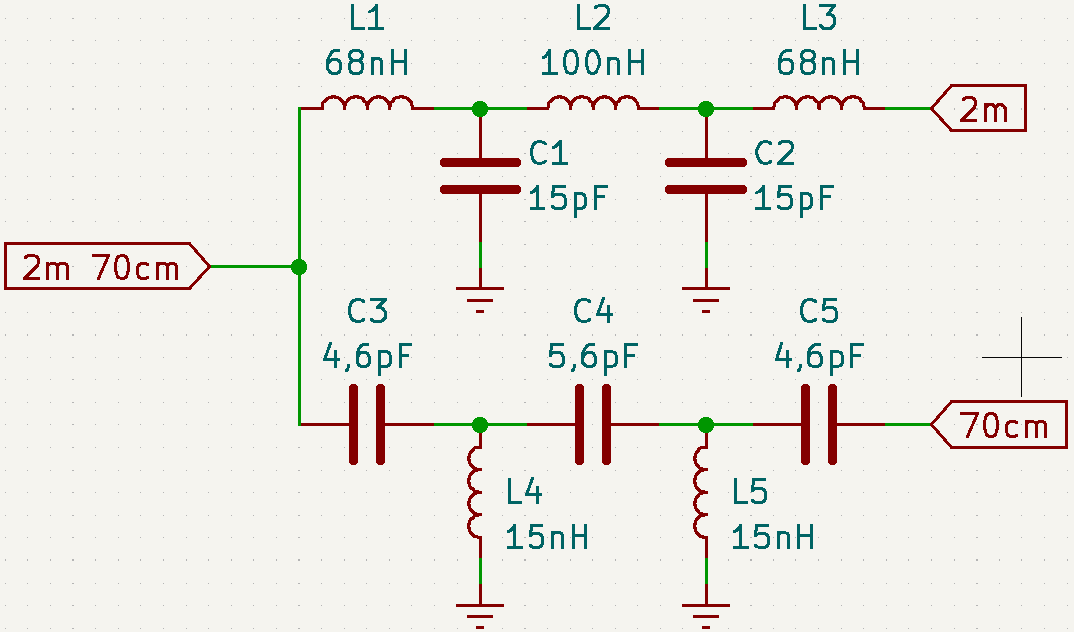 L1
68nH
L2
100nH
L3
68nH
2m
C1
15pF
C2
15pF
2m 70cm
C3
4,6pF
C4
5,6pF
C5
4,6pF
70cm
L4
15nH
L5
15nH